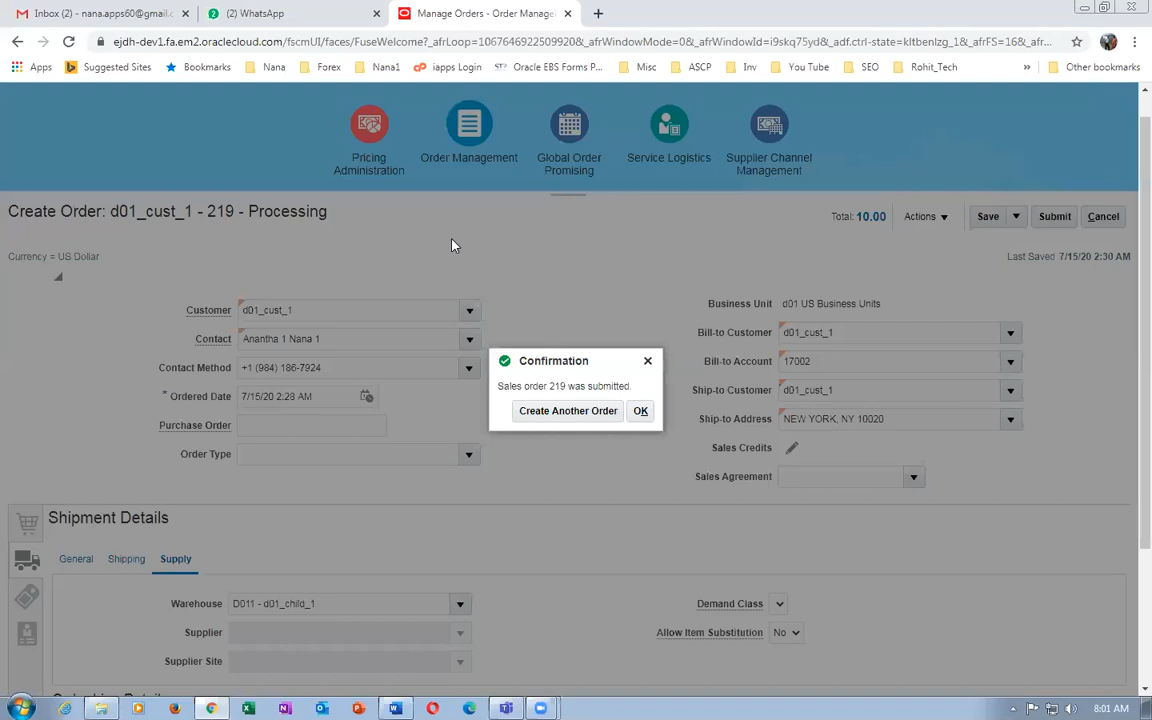 Inbox (2) - nana.apps60@gmail.c
(2) WhatsApp
Manage Orders - Order Manage
ejdh-dev1.fa.em2.oraclecloud.com/fscmUI/faces/FuseWelcome?_afrLoop=1067646922509920&_afrWindowMode=0&_afrWindowId=i9skq75yd&_adf.ctrl-state=kltbenlzg_1&_afrFS=16&_afr...
Apps
Suggested Sites
Bookmarks
Nana
Forex
Nana1
iapps Login
Oracle EBS Forms P...
Misc
ASCP
Inv
You Tube
SEO
Rohit_Tech
»
Other bookmarks
Pricing Administration
Order Management
Global Order Promising
Service Logistics
Supplier Channel Management
Create Order: d01_cust_1 - 219 - Processing
Total: 10.00
Actions
Save
Submit
Cancel
Currency = US Dollar
Last Saved 7/15/20 2:30 AM
Customer d01_cust_1
Contact Anantha 1 Nana 1
Contact Method +1 (984) 186-7924
* Ordered Date 7/15/20 2:28 AM
Purchase Order
Order Type
Business Unit d01 US Business Units
Bill-to Customer d01_cust_1
Bill-to Account 17002
Ship-to Customer d01_cust_1
Ship-to Address NEW YORK, NY 10020
Sales Credits
Sales Agreement
Confirmation
Sales order 219 was submitted.
Create Another Order
OK
Shipment Details
General
Shipping
Supply
Warehouse D011 - d01_child_1
Supplier
Supplier Site
Demand Class
Allow Item Substitution No
8:01 AM